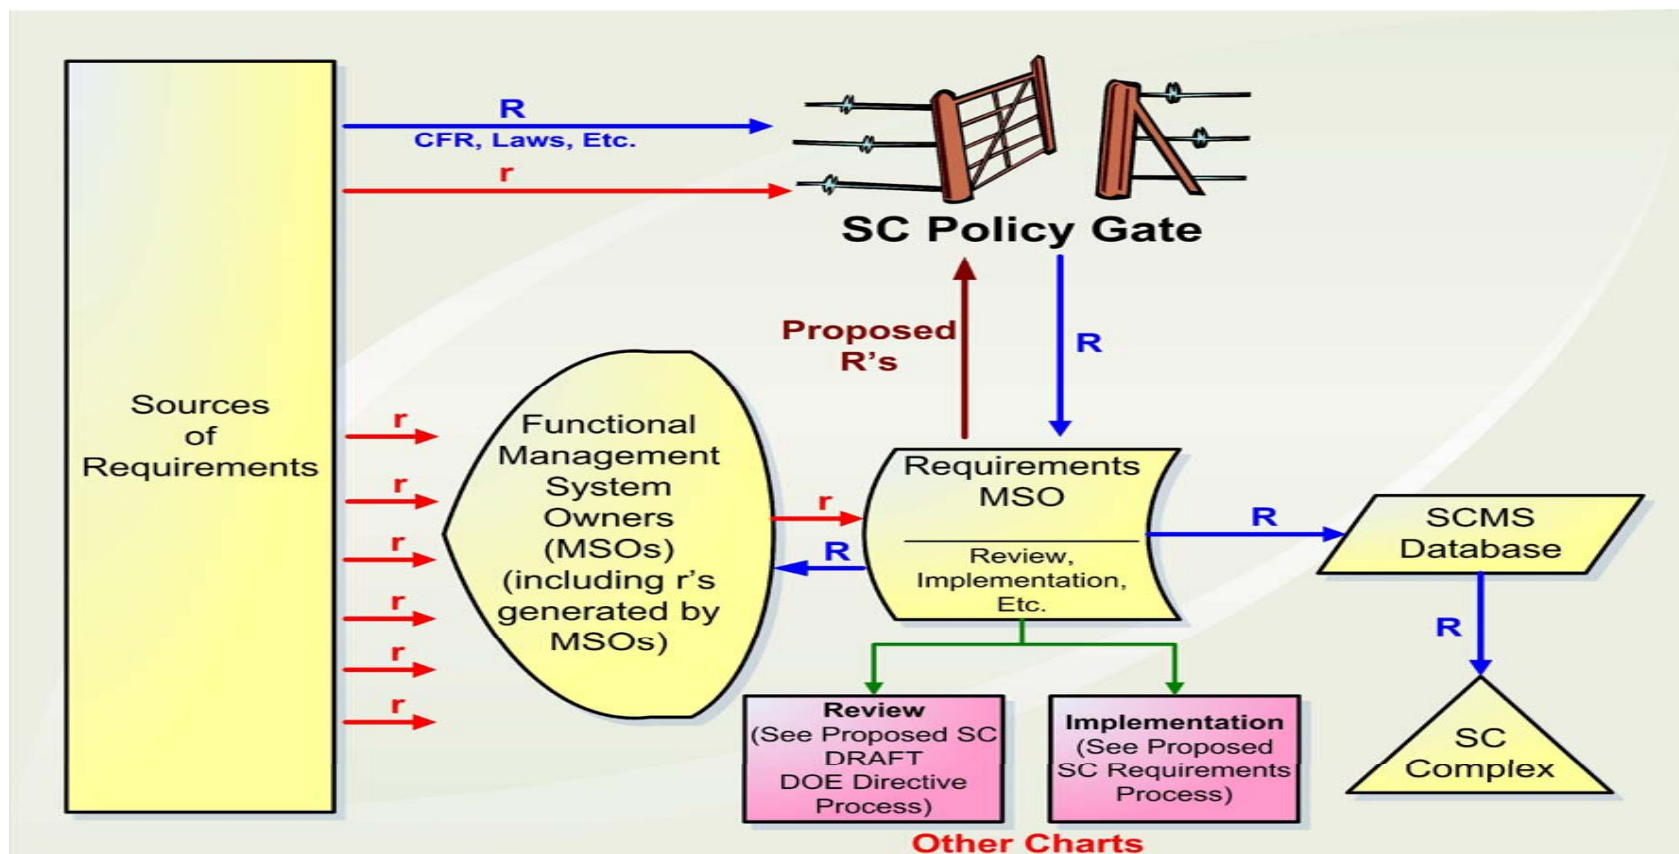 R
CFR, Laws, Etc.
r
SC Policy Gate
Proposed
R's
R
Sources
of
Requirements
r
r
r
r
r
r
Functional
Management
System
Owners
(MSOs)
(including r's
generated by
MSOs)
r
R
Requirements
MSO
Review,
Implementation,
Etc.
R
SCMS
Database
R
SC
Complex
Review
(See Proposed SC
DRAFT
DOE Directive
Process)
Implementation
(See Proposed
SC Requirements
Process)
Other Charts